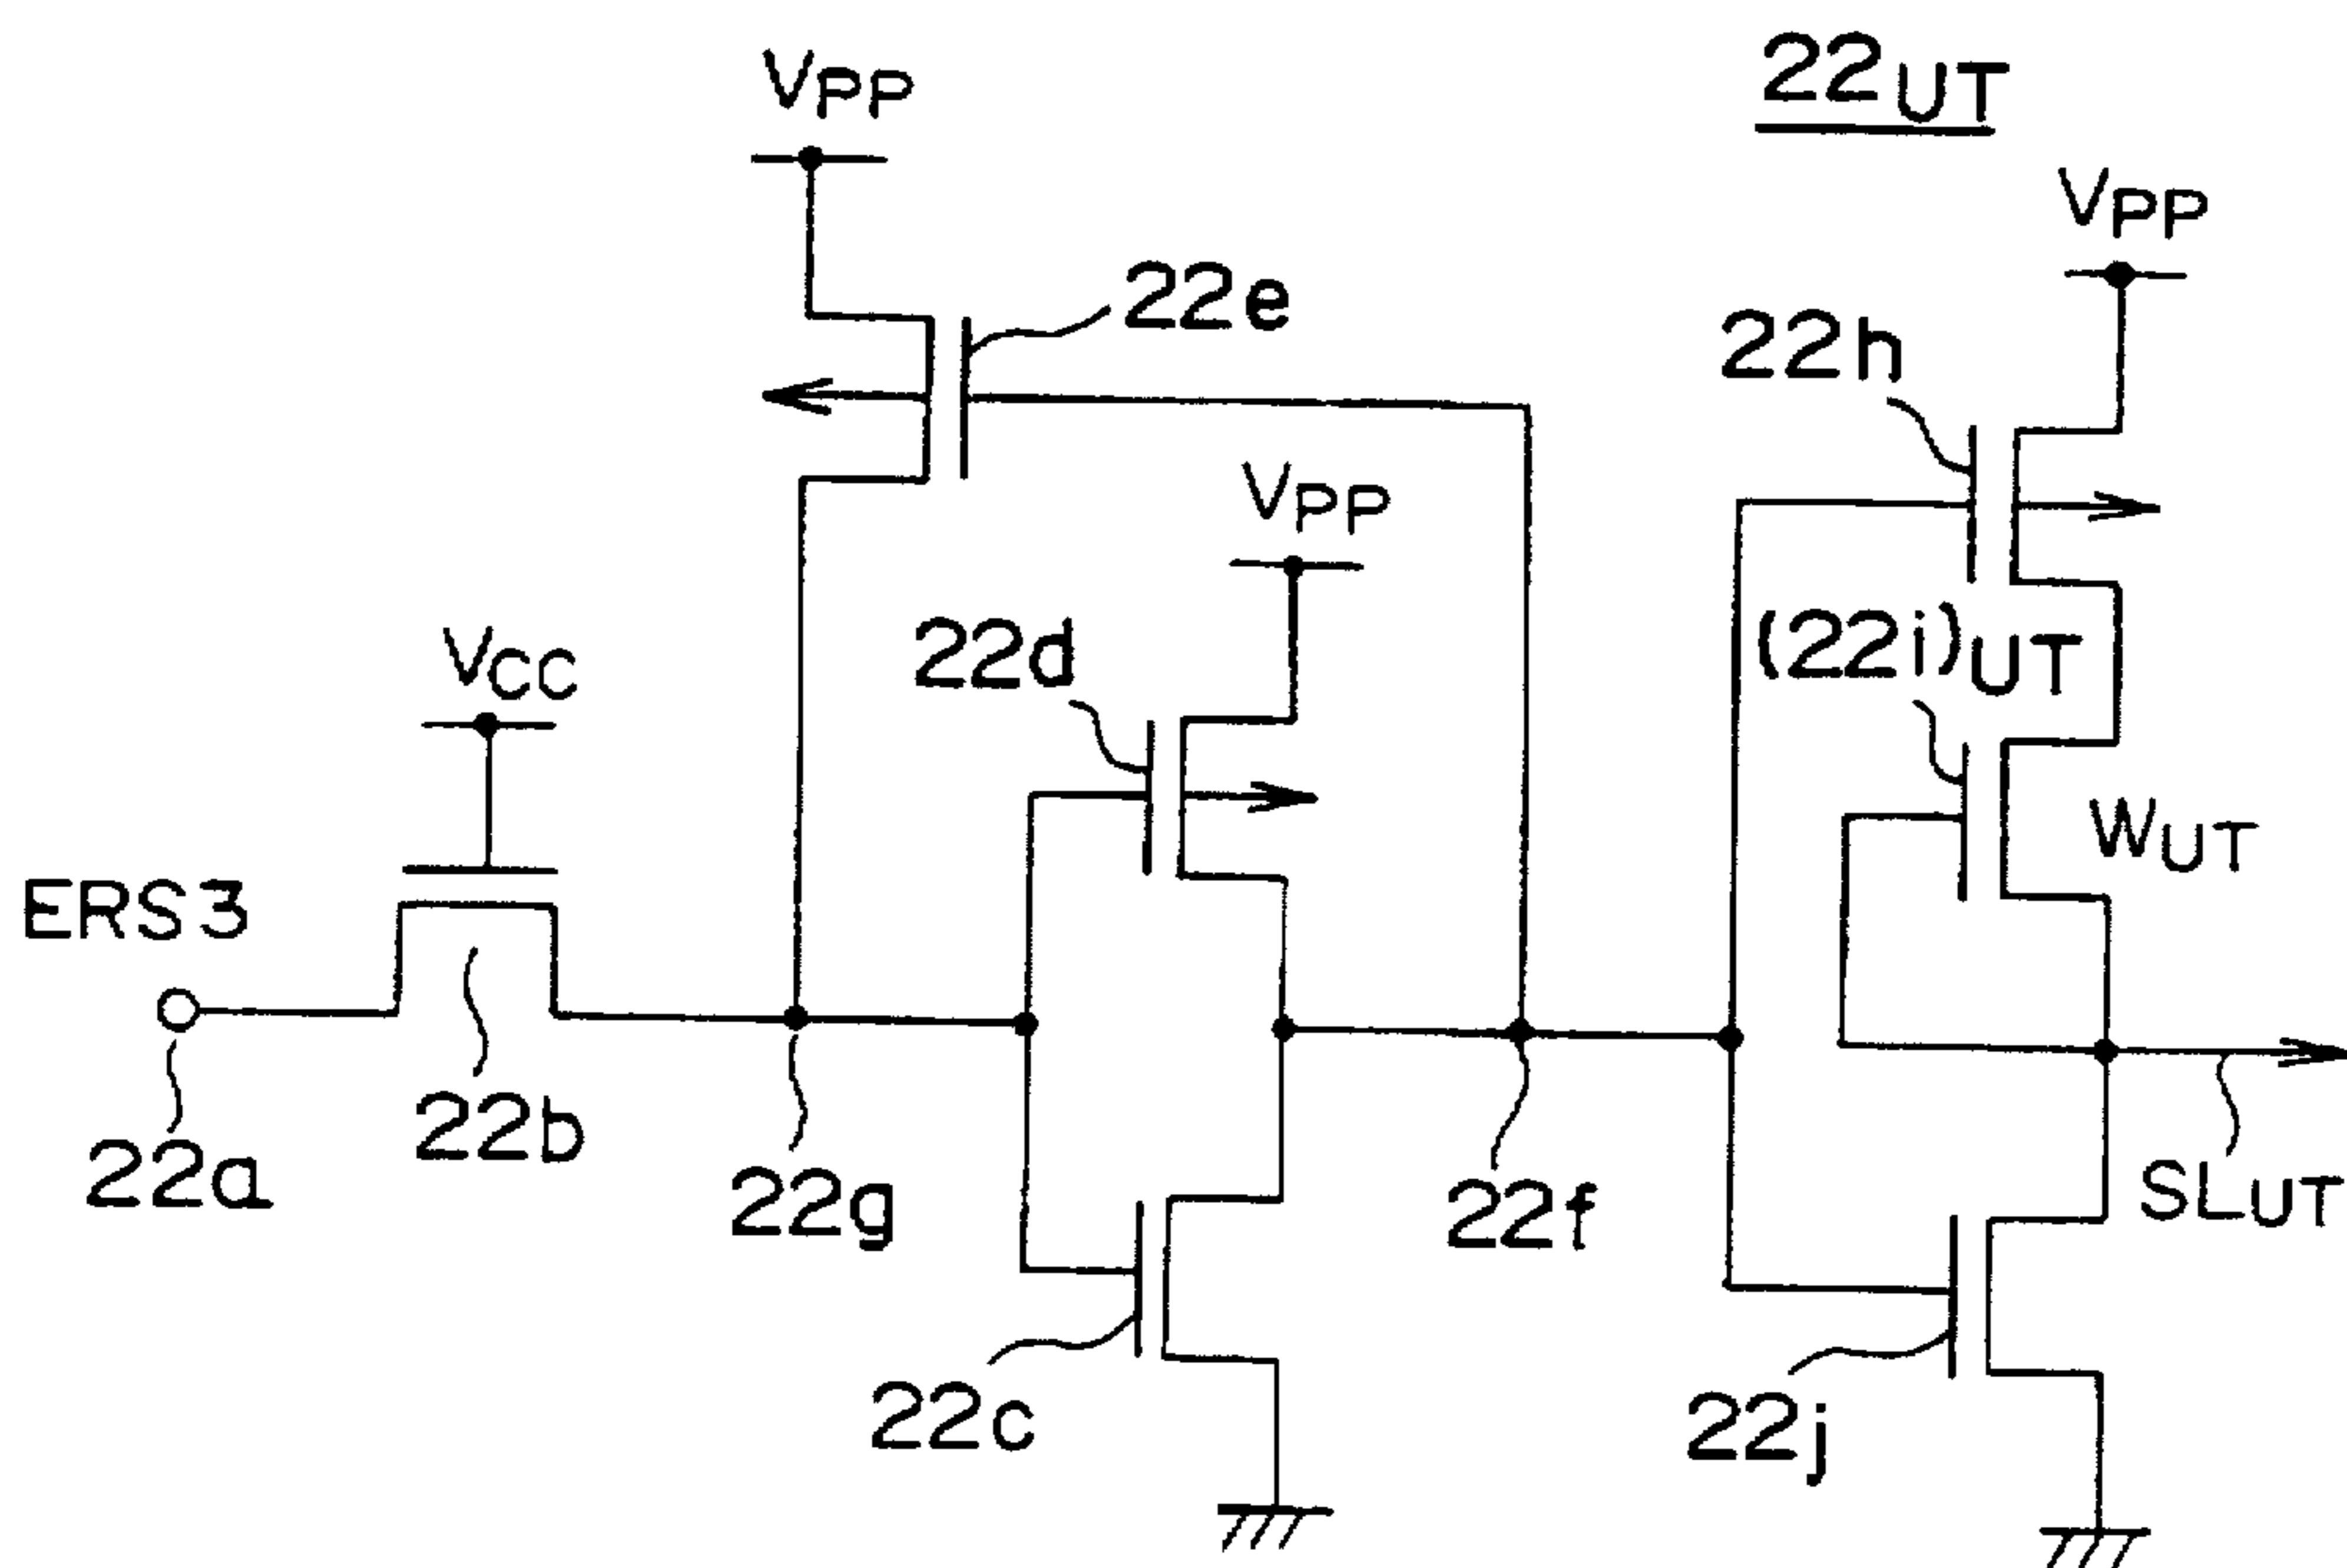 VPP
22UT
VPP
22e
22h
VPP
(22i)UT
22d
VCC
WUT
ERS3
22b
22a
22g
22f
SLUT
22c
22j